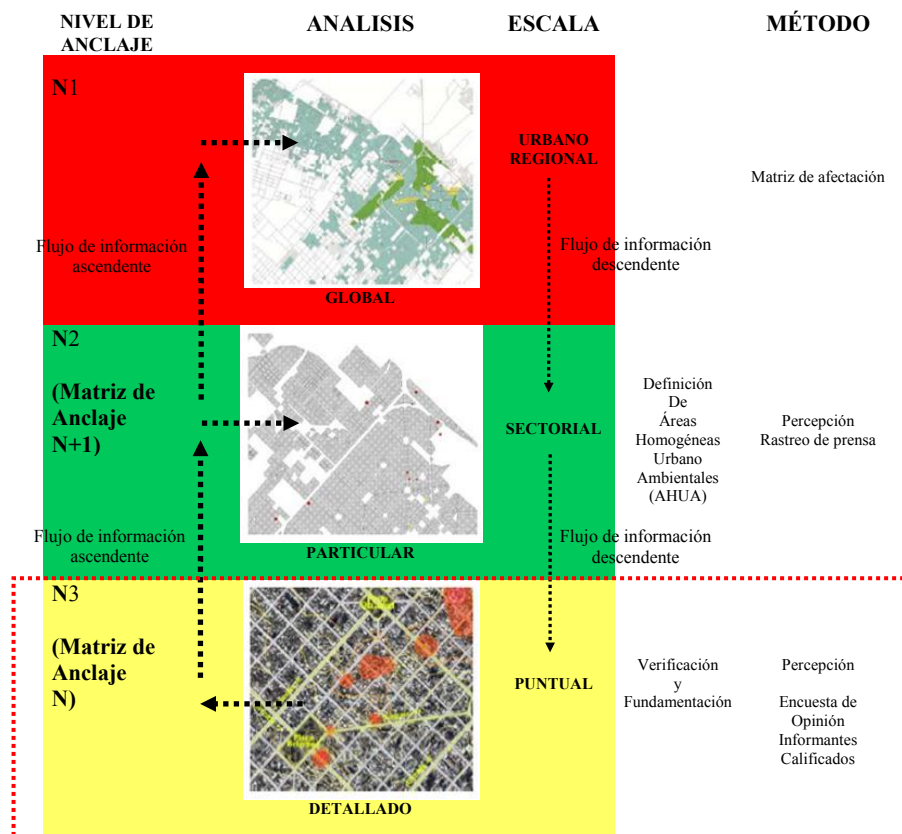 NIVEL DE
ANCLAJE
ANALISIS
ESCALA
MÉTODO
N1
URBANO
REGIONAL
Matriz de afectación
Flujo de información
ascendente
Flujo de información
descendente
GLOBAL
N2
(Matriz de
Anclaje
N+1)
SECTORIAL
Definición
De
Áreas
Homogéneas
Urbano
Ambientales
(AHUA)
Percepción
Rastreo de prensa
Flujo de información
ascendente
Flujo de información
descendente
PARTICULAR
N3
(Matriz de
Anclaje
N)
PUNTUAL
Verificación
y
Fundamentación
Percepción
Encuesta de
Opinión
Informantes
Calificados
DETALLADO